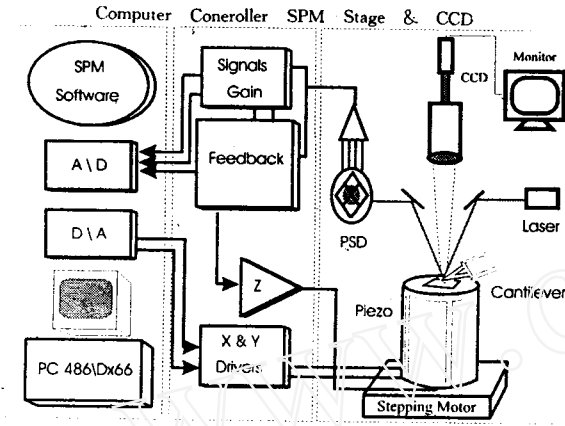 Computer Coneroller SPM Stage & CCD
SPM
Software
Signals
Gain
CCD
Monitor
A \ D
Feedback
D \ A
PSD
Laser
Z
Cantilever
Piezo
PC 486\Dx66
X & Y
Drivers
Stepping Motor